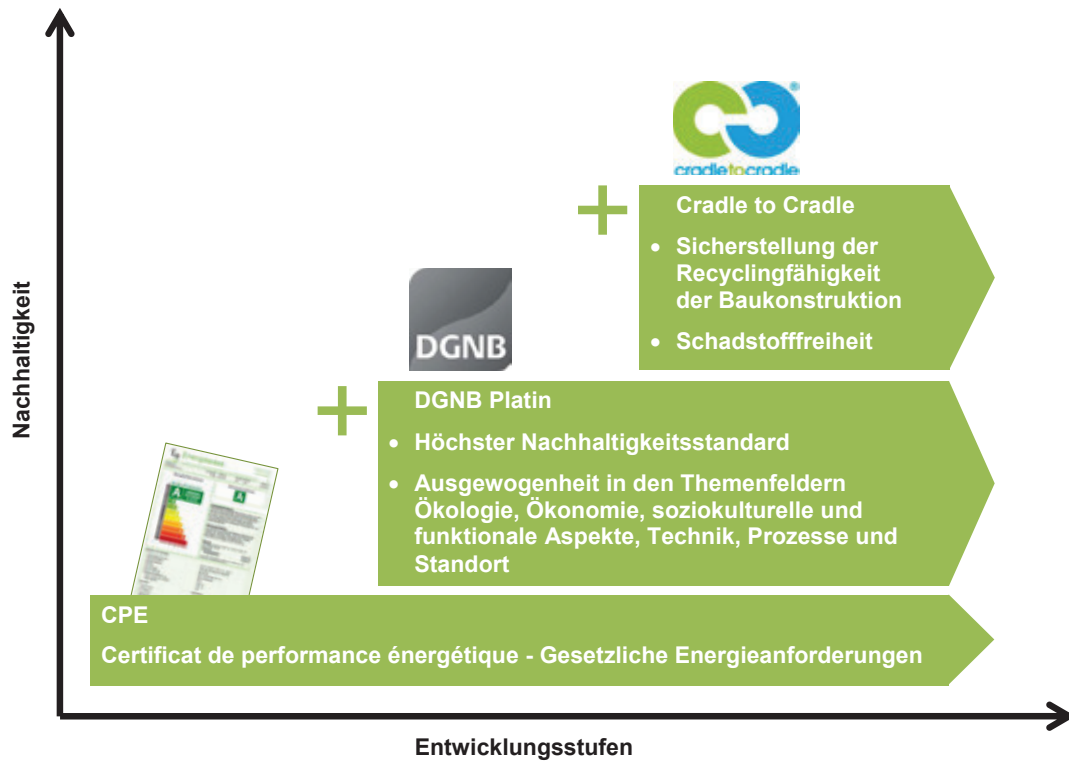 cradletocradle
®
Cradle to Cradle
• Sicherstellung der
Recyclingfähigkeit
der Baukonstruktion
• Schadstofffreiheit
DGNB
DGNB Platin
• Höchster Nachhaltigkeitsstandard
• Ausgewogenheit in den Themenfeldern
Ökologie, Ökonomie, soziokulturelle und
funktionale Aspekte, Technik, Prozesse und
Standort
A
A
CPE
Certificat de performance énergétique - Gesetzliche Energieanforderungen
Nachhaltigkeit
Entwicklungsstufen